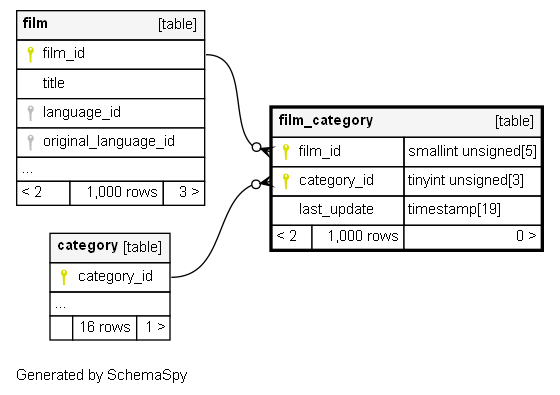 film [table]
film_id
title
language_id
original_language_id
...
< 2 1,000 rows 3 >
film_category [table]
film_id smallint unsigned[5]
category_id tinyint unsigned[3]
last_update timestamp[19]
< 2 1,000 rows 0 >
category [table]
category_id
...
16 rows 1 >
Generated by SchemaSpy